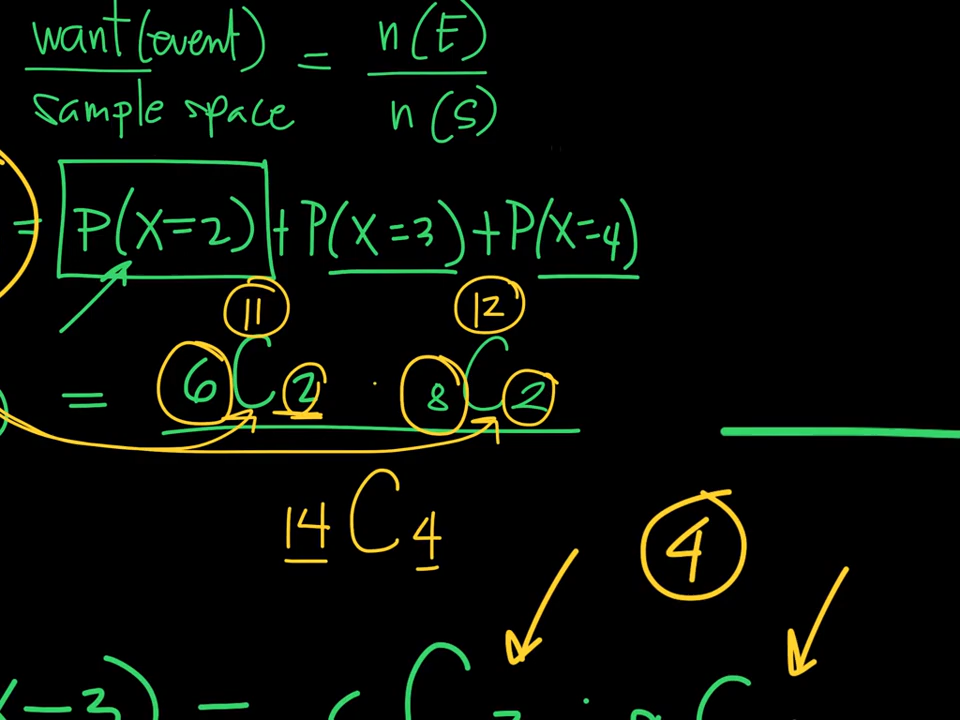 want(event) = n(E)
sample space n(S)
= P(X=2) + P(X=3) + P(X=4)
11 12
= 6C2 · 8C2
14C4
4